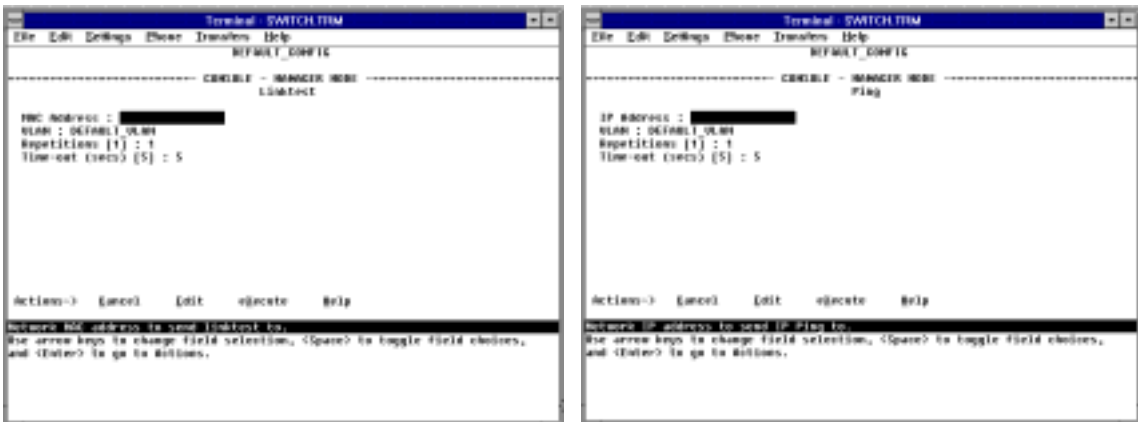 Terminal - SWITCH.TRM
File Edit Settings Phone Transfers Help
DEFAULT_CONFIG
CONSOLE - MANAGER MODE
Linktest
MAC Address :
VLAN : DEFAULT_VLAN
Repetitions [1] : 1
Time-out (secs) [5] : 5
Actions-> Cancel Edit eXecute Help
Network MAC address to send linktest to.
Use arrow keys to change field selection, <Space> to toggle field choices,
and <Enter> to go to Actions.
Terminal - SWITCH.TRM
File Edit Settings Phone Transfers Help
DEFAULT_CONFIG
CONSOLE - MANAGER MODE
Ping
IP Address :
VLAN : DEFAULT_VLAN
Repetitions [1] : 1
Time-out (secs) [5] : 5
Actions-> Cancel Edit eXecute Help
Network IP address to send IP Ping to.
Use arrow keys to change field selection, <Space> to toggle field choices,
and <Enter> to go to Actions.